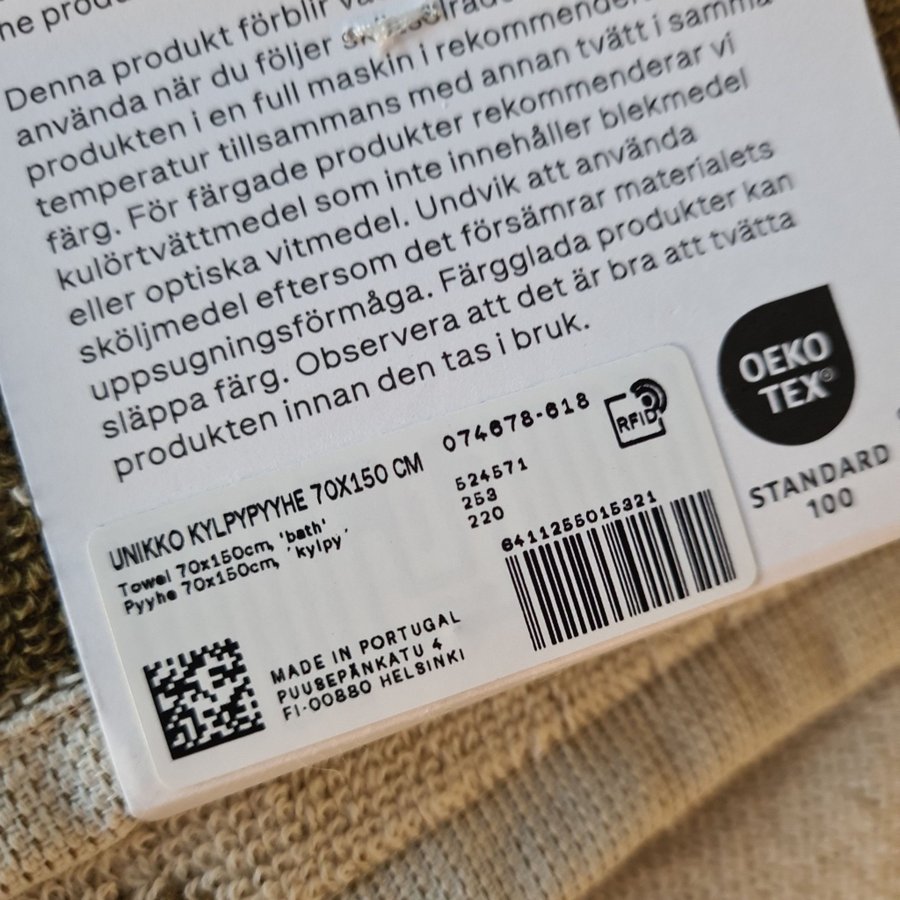 ne produ
Denna produkt förblir
använda när du följer
produkten i en full maskin i
temperatur tillsammans med annan tvätt i samma
färg. För färgade produkter rekommenderar vi
kulörtvättmedel som inte innehåller blekmedel
eller optiska vitmedel. Undvik att använda
sköljmedel eftersom det försämrar materialets
uppsugningsförmåga. Färgglada produkter kan
släppa färg. Observera att det är bra att tvätta
produkten innan den tas i bruk.
OEKO
TEX®
STANDARD
100
UNIKKO KYLPYPYYHE 70X150 CM
074678-618
RFID
Towel 70x150cm, 'bath'
Pyyhe 70x150cm, 'kylpy'
524571
253
220
6411255015321
MADE IN PORTUGAL
PUUSEPÄNKATU 4
FI-00880 HELSINKI